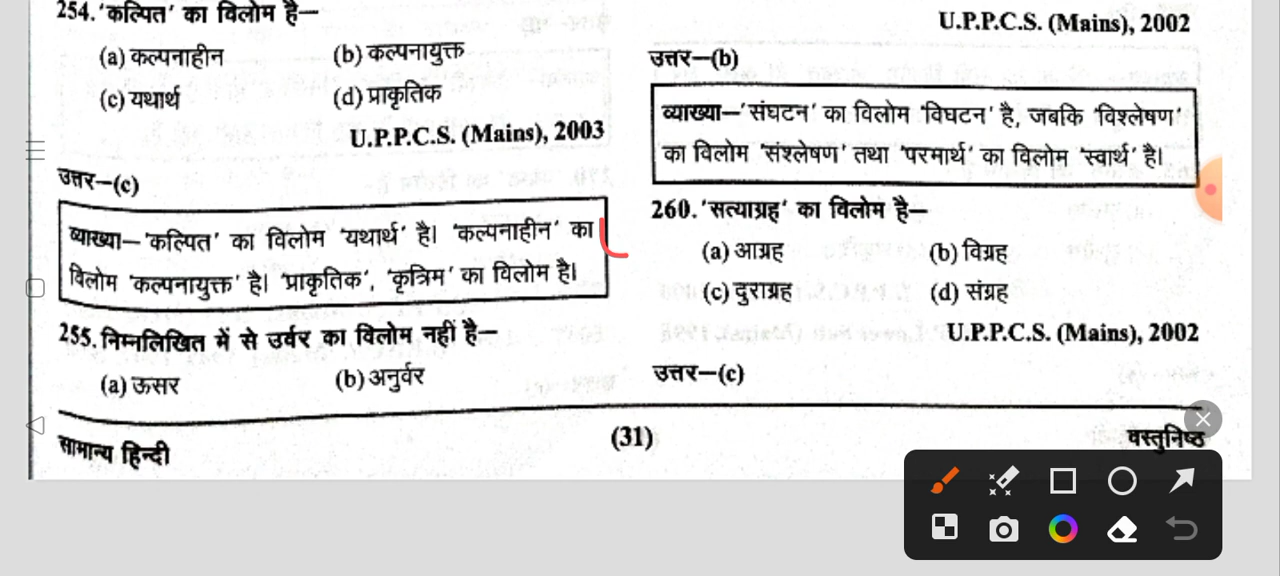 254. 'कल्पित' का विलोम है–
(a) कल्पनाहीन (b) कल्पनायुक्त
(c) यथार्थ (d) प्राकृतिक
U.P.P.C.S. (Mains), 2003
उत्तर–(c)
व्याख्या–'कल्पित' का विलोम 'यथार्थ' है। 'कल्पनाहीन' का
विलोम 'कल्पनायुक्त' है। 'प्राकृतिक', 'कृत्रिम' का विलोम है।
255. निम्नलिखित में से उर्वर का विलोम नहीं है–
(a) ऊसर (b) अनुर्वर
U.P.P.C.S. (Mains), 2002
उत्तर–(b)
व्याख्या–'संघटन' का विलोम 'विघटन' है, जबकि 'विश्लेषण'
का विलोम 'संश्लेषण' तथा 'परमार्थ' का विलोम 'स्वार्थ' है।
260. 'सत्याग्रह' का विलोम है–
(a) आग्रह (b) विग्रह
(c) दुराग्रह (d) संग्रह
U.P.P.C.S. (Mains), 2002
उत्तर–(c)
सामान्य हिन्दी (31) वस्तुनिष्ठ